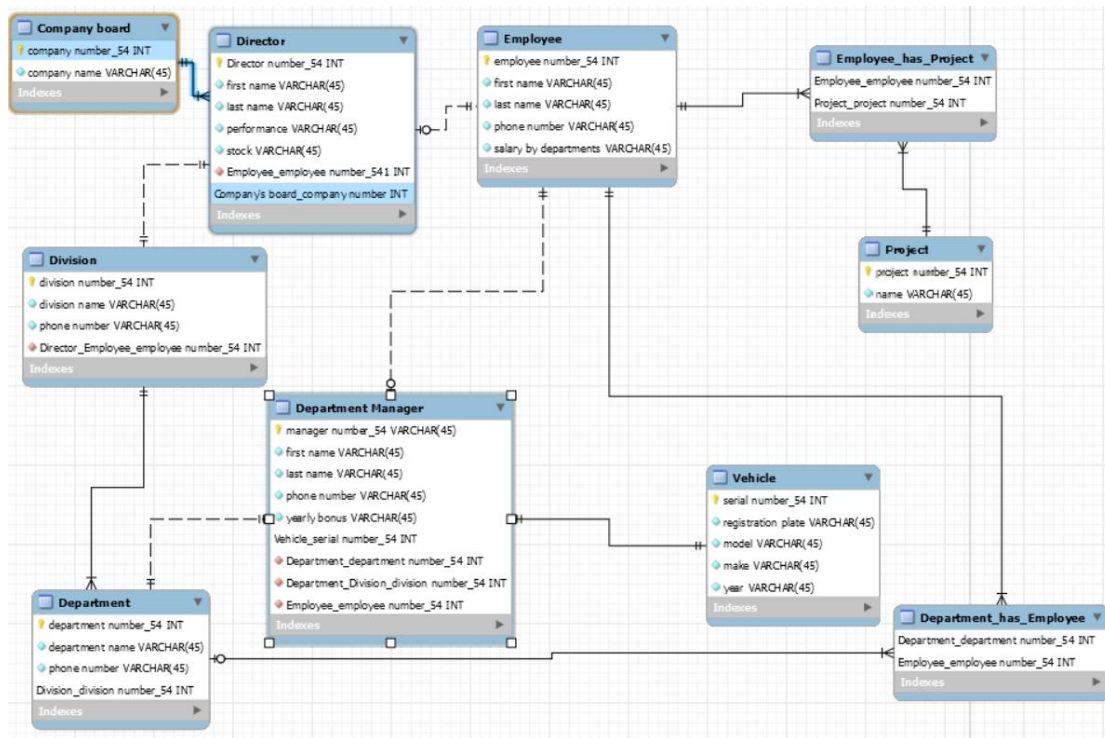 Company board
company number_54 INT
company name VARCHAR(45)
Indexes
Director
Director number_54 INT
first name VARCHAR(45)
last name VARCHAR(45)
performance VARCHAR(45)
stock VARCHAR(45)
Employee_employee number_541 INT
Company's board_company number INT
Indexes
Employee
employee number_54 INT
first name VARCHAR(45)
last name VARCHAR(45)
phone number VARCHAR(45)
salary by departments VARCHAR(45)
Indexes
Employee_has_Project
Employee_employee number_54 INT
Project_project number_54 INT
Indexes
Project
project number_54 INT
name VARCHAR(45)
Indexes
Division
division number_54 INT
division name VARCHAR(45)
phone number VARCHAR(45)
Director_Employee_employee number_54 INT
Indexes
Department Manager
manager number_54 VARCHAR(45)
first name VARCHAR(45)
last name VARCHAR(45)
phone number VARCHAR(45)
yearly bonus VARCHAR(45)
Vehicle_serial number_54 INT
Department_department number_54 INT
Department_Division_division number_54 INT
Employee_employee number_54 INT
Indexes
Vehicle
serial number_54 INT
registration plate VARCHAR(45)
model VARCHAR(45)
make VARCHAR(45)
year VARCHAR(45)
Indexes
Department
department number_54 INT
department name VARCHAR(45)
phone number VARCHAR(45)
Division_division number_54 INT
Indexes
Department_has_Employee
Department_department number_54 INT
Employee_employee number_54 INT
Indexes